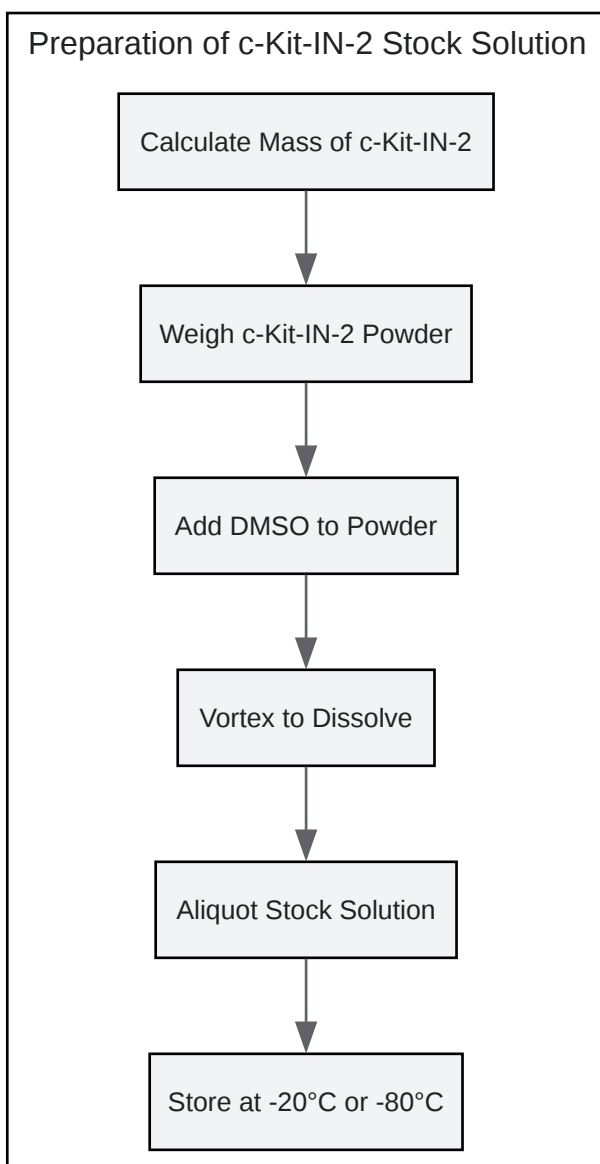 Preparation of c-Kit-IN-2 Stock Solution
Calculate Mass of c-Kit-IN-2
Weigh c-Kit-IN-2 Powder
Add DMSO to Powder
Vortex to Dissolve
Aliquot Stock Solution
Store at -20°C or -80°C